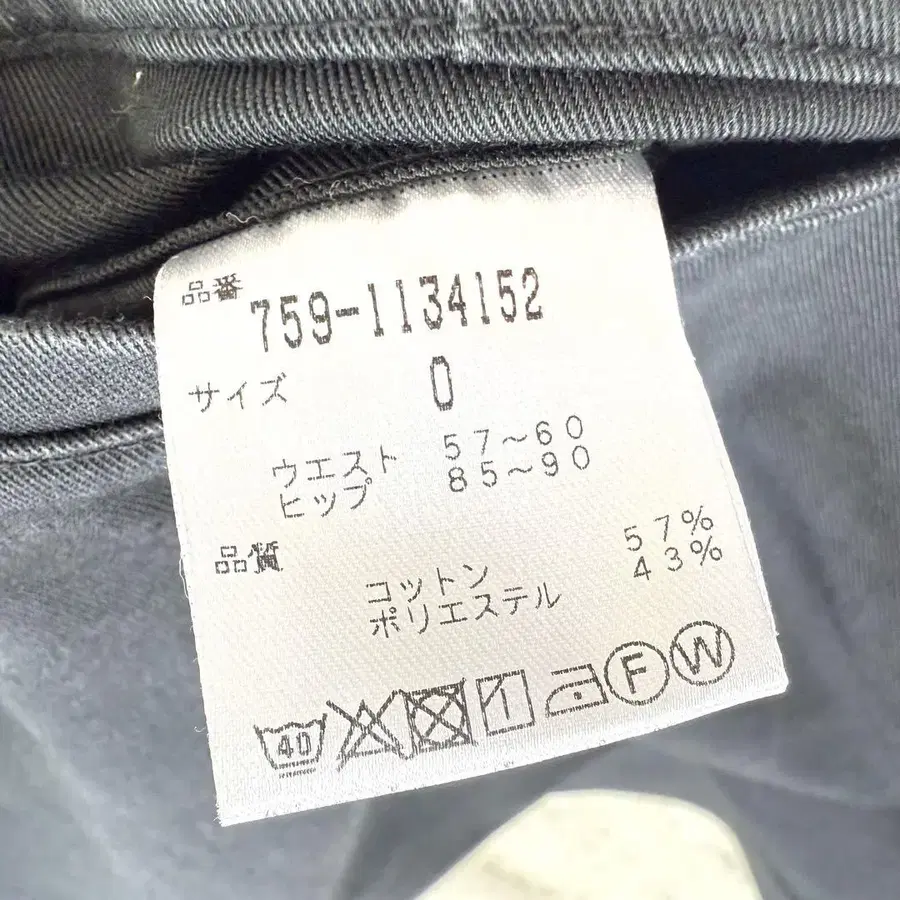 品番
759-1134152
サイズ 0
ウエスト 57～60
ヒップ 85～90
品質
コットン 57%
ポリエステル 43%
40 F W